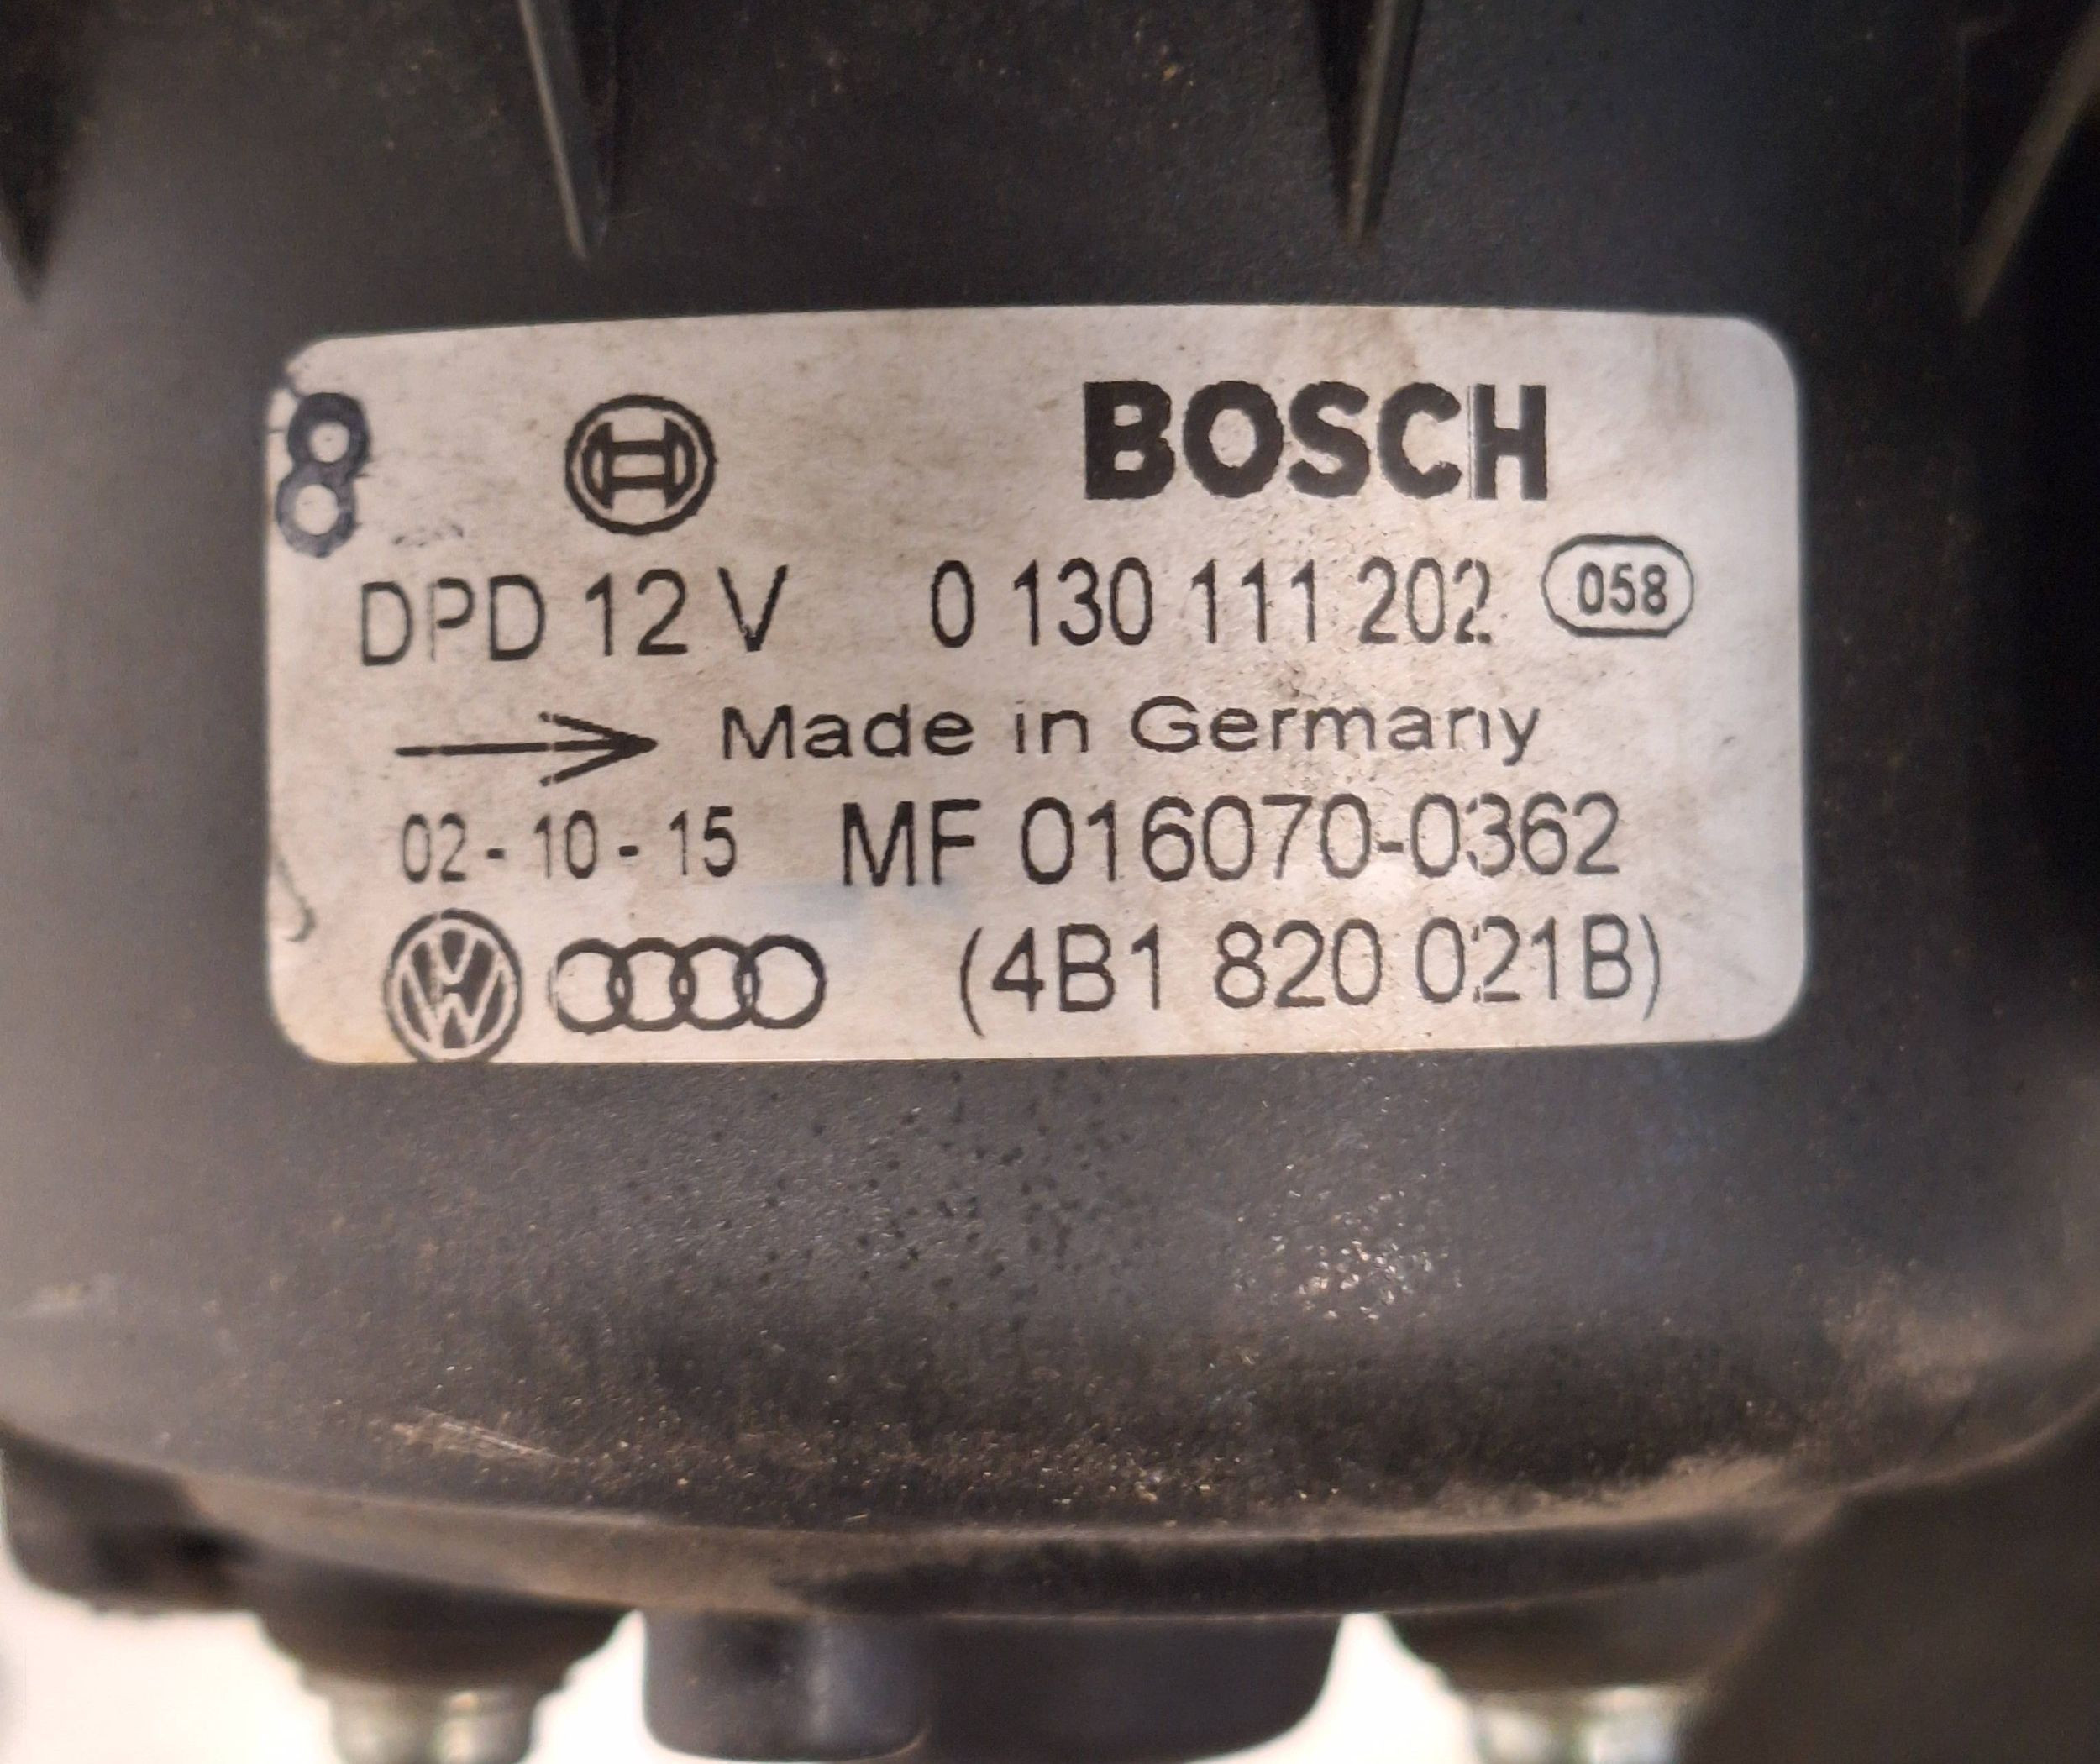 8
BOSCH
DPD 12 V 0 130 111 202 058
Made in Germany
02-10-15 MF 016070-0362
(4B1 820 021B)